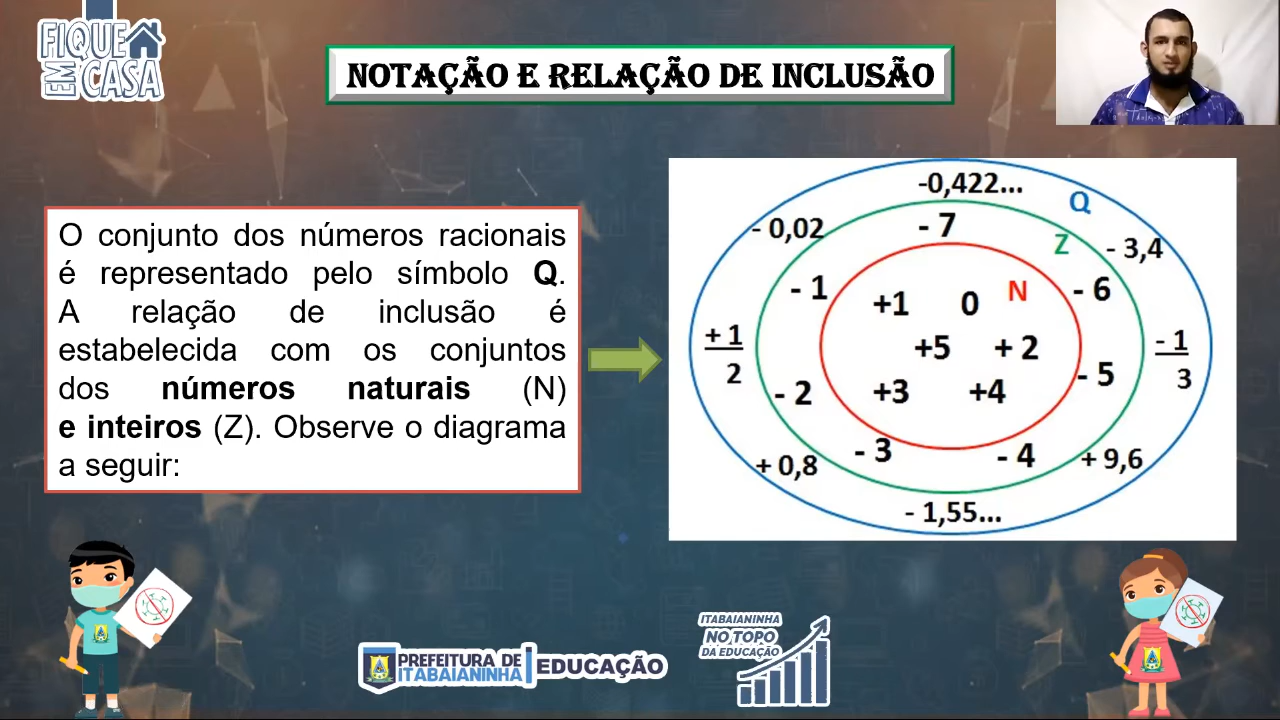 FIQUE
EM CASA
NOTAÇÃO E RELAÇÃO DE INCLUSÃO
O conjunto dos números racionais
é representado pelo símbolo Q.
A relação de inclusão é
estabelecida com os conjuntos
dos números naturais (N)
e inteiros (Z). Observe o diagrama
a seguir:
-0,422...
Q
- 0,02
- 7
Z
- 3,4
- 1
N
- 6
+1
0
+ 1
2
+5
+ 2
- 1
3
- 5
- 2
+3
+4
- 3
- 4
+ 0,8
+ 9,6
- 1,55...
ITABAIANINHA
NO TOPO
DA EDUCAÇÃO
PREFEITURA DE
ITABAIANINHA
EDUCAÇÃO